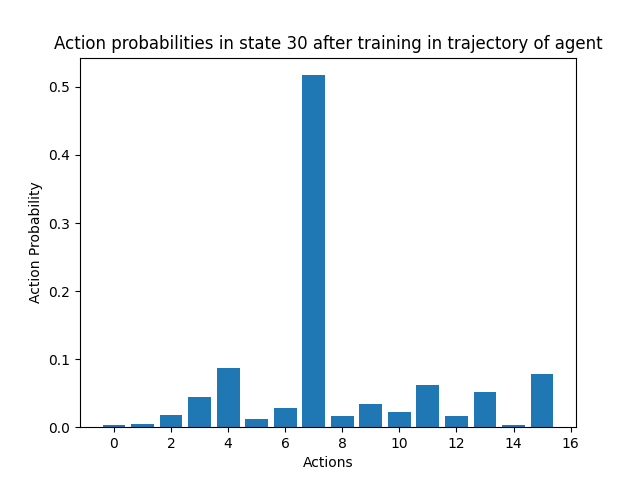 Action probabilities in state 30 after training in trajectory of agent
0.5
0.4
0.3
0.2
0.1
0.0
Action Probability
0 2 4 6 8 10 12 14 16
Actions